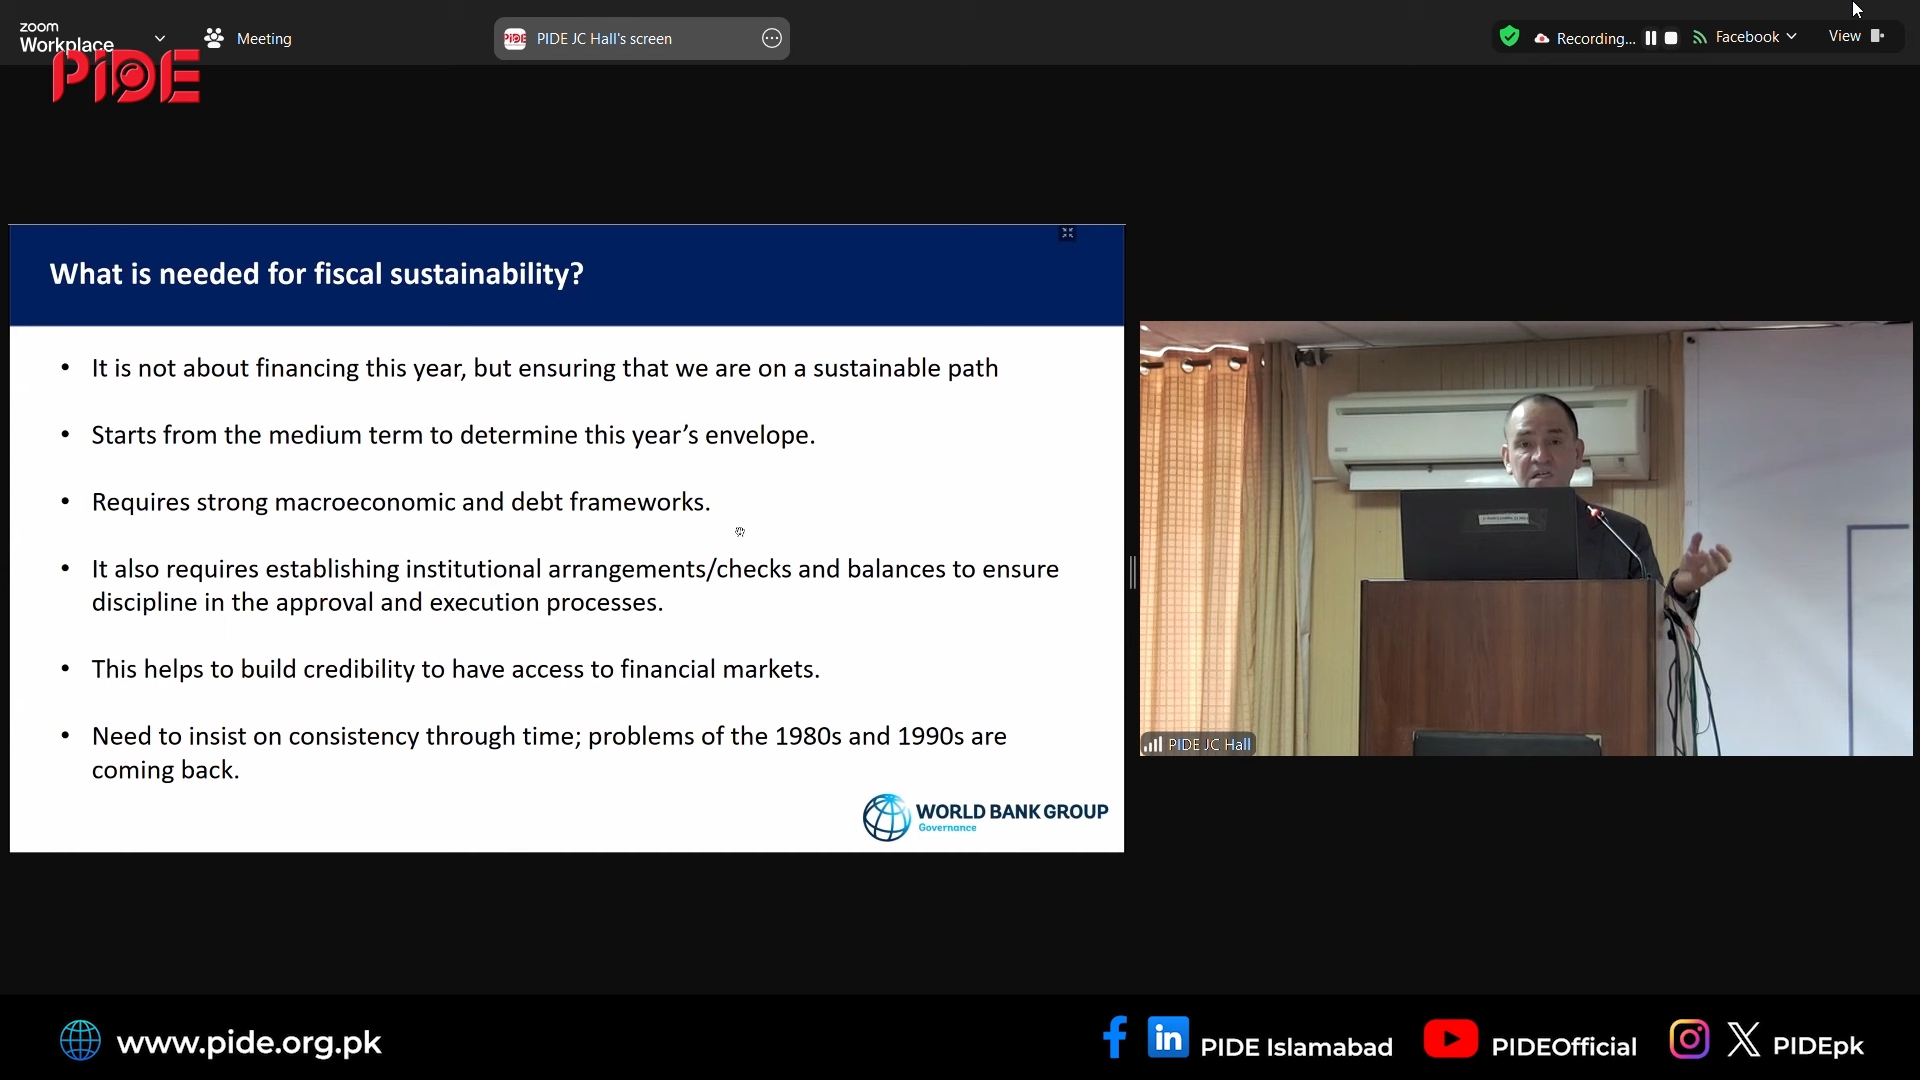 zoom
Workplace
Meeting
PIDE JC Hall's screen
Recording...
Facebook
View
PIDE
What is needed for fiscal sustainability?
• It is not about financing this year, but ensuring that we are on a sustainable path
• Starts from the medium term to determine this year's envelope.
• Requires strong macroeconomic and debt frameworks.
• It also requires establishing institutional arrangements/checks and balances to ensure
discipline in the approval and execution processes.
• This helps to build credibility to have access to financial markets.
• Need to insist on consistency through time; problems of the 1980s and 1990s are
coming back.
WORLD BANK GROUP
Governance
PIDE JC Hall
www.pide.org.pk
PIDE Islamabad
PIDEOfficial
PIDEpk